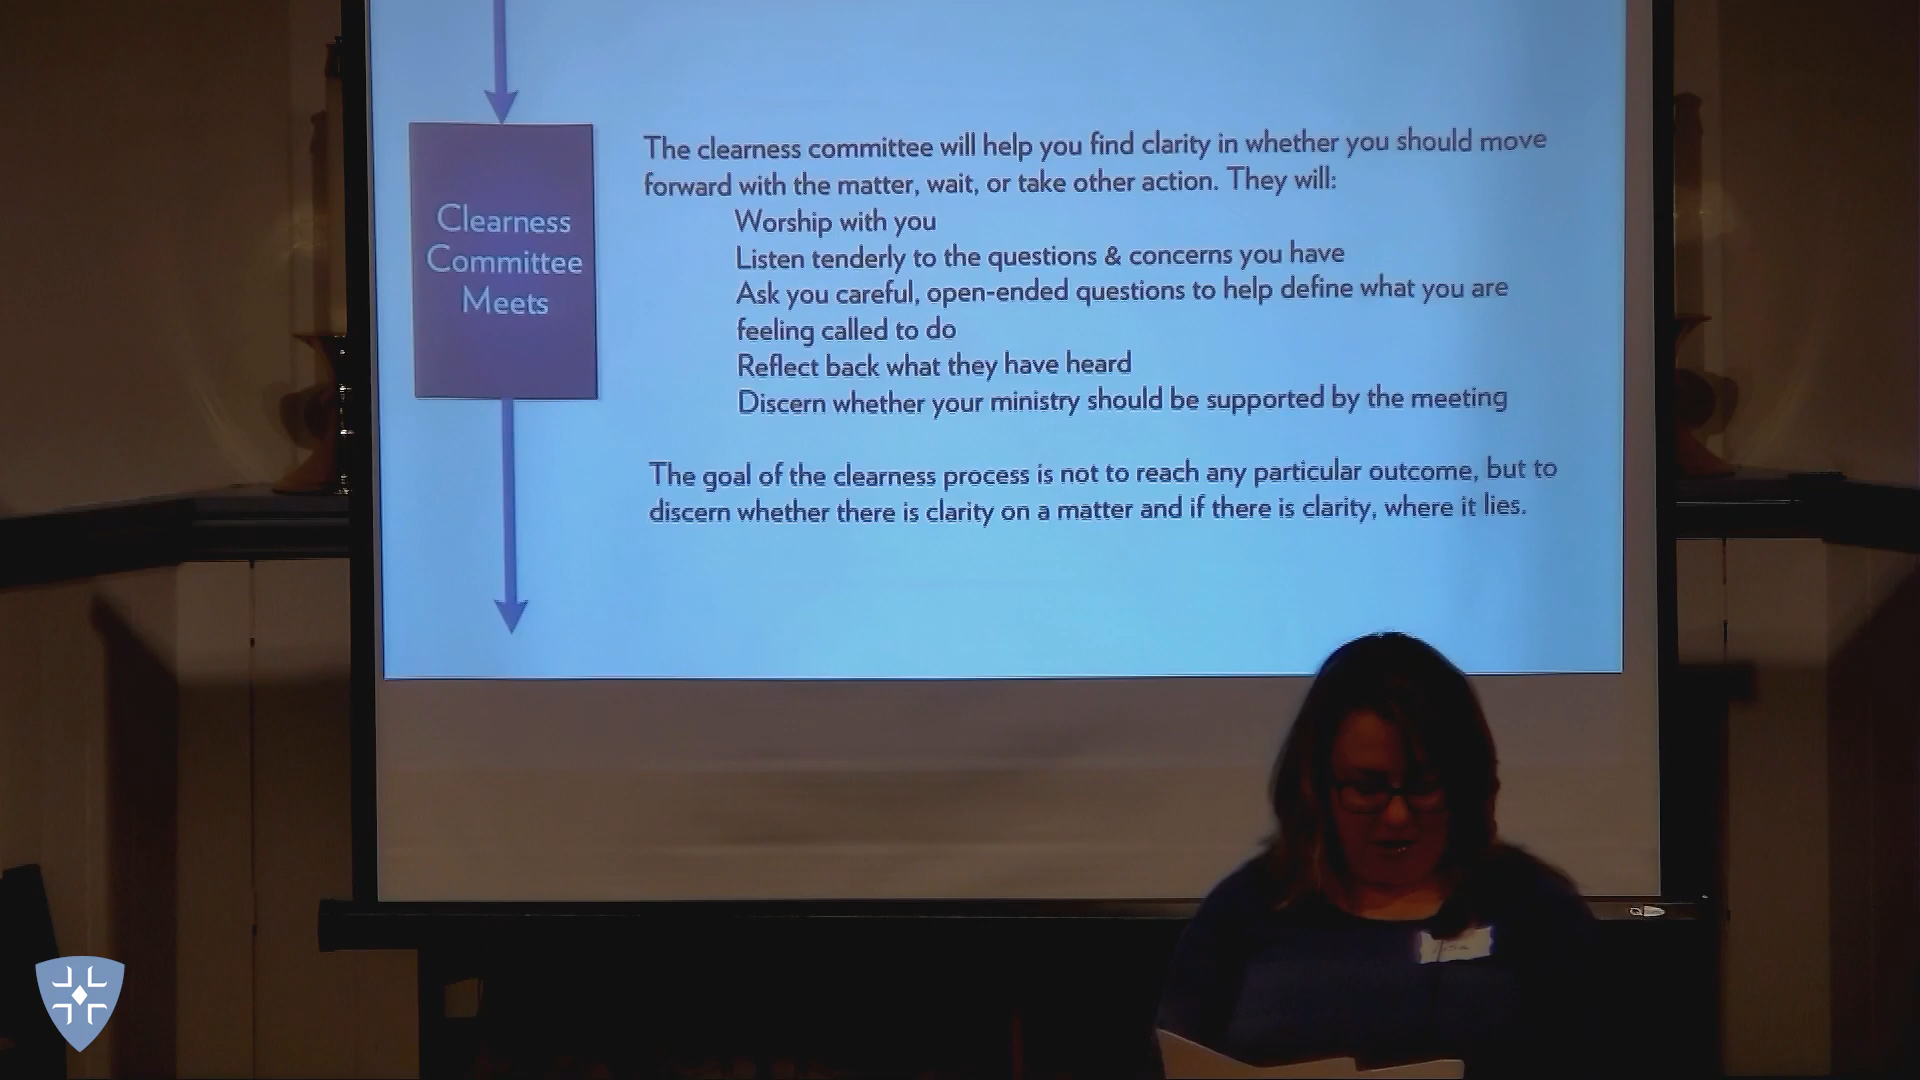 Clearness
Committee
Meets
The clearness committee will help you find clarity in whether you should move
forward with the matter, wait, or take other action. They will:
Worship with you
Listen tenderly to the questions & concerns you have
Ask you careful, open-ended questions to help define what you are
feeling called to do
Reflect back what they have heard
Discern whether your ministry should be supported by the meeting
The goal of the clearness process is not to reach any particular outcome, but to
discern whether there is clarity on a matter and if there is clarity, where it lies.